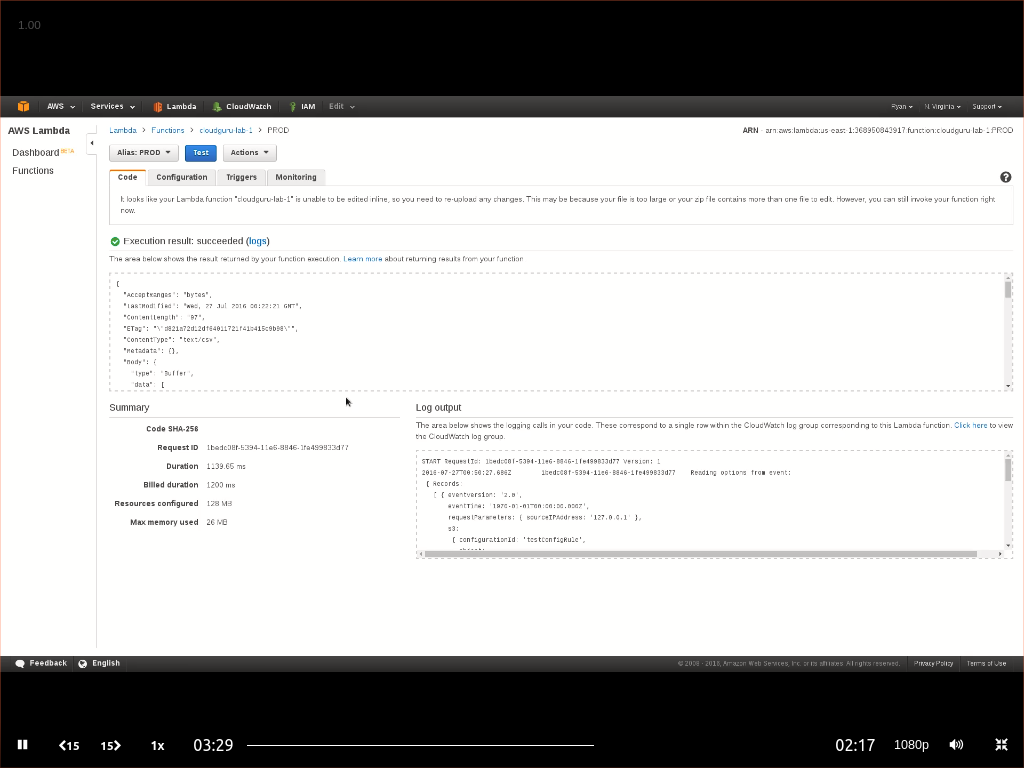 1.00
AWS Services Lambda CloudWatch IAM Edit Ryan N. Virginia Support
AWS Lambda
Dashboard BETA
Functions
Lambda > Functions > cloudguru-lab-1 > PROD
ARN - arn:aws:lambda:us-east-1:368950843917:function:cloudguru-lab-1:PROD
Alias: PROD Test Actions
Code Configuration Triggers Monitoring
It looks like your Lambda function "cloudguru-lab-1" is unable to be edited inline, so you need to re-upload any changes. This may be because your file is too large or your zip file contains more than one file to edit. However, you can still invoke your function right
now.
Execution result: succeeded (logs)
The area below shows the result returned by your function execution. Learn more about returning results from your function.
{
"AcceptRanges": "bytes",
"LastModified": "Wed, 27 Jul 2016 00:22:21 GMT",
"ContentLength": "97",
"ContentType": "text/csv",
"Metadata": {},
"Body": {
"type": "Buffer",
"data": [
Summary
Code SHA-256
Request ID 1bedc08f-5394-11e6-8846-1fe499833d77
Duration 1139.65 ms
Billed duration 1200 ms
Resources configured 128 MB
Max memory used 26 MB
Log output
The area below shows the logging calls in your code. These correspond to a single row within the CloudWatch log group corresponding to this Lambda function. Click here to view
the CloudWatch log group.
START RequestId: 1bedc08f-5394-11e6-8846-1fe499833d77 Version: 1
2016-07-27T00:50:27.696Z 1bedc08f-5394-11e6-8846-1fe499833d77 Reading options from event:
{ Records:
[ { eventVersion: '2.0',
eventTime: '1970-01-01T00:00:00.000Z',
requestParameters: { sourceIPAddress: '127.0.0.1' },
s3:
{ configurationId: 'testConfigRule',
Feedback English
© 2008 - 2016, Amazon Web Services, Inc. or its affiliates. All rights reserved. Privacy Policy Terms of Use
15 15 1x 03:29 02:17 1080p